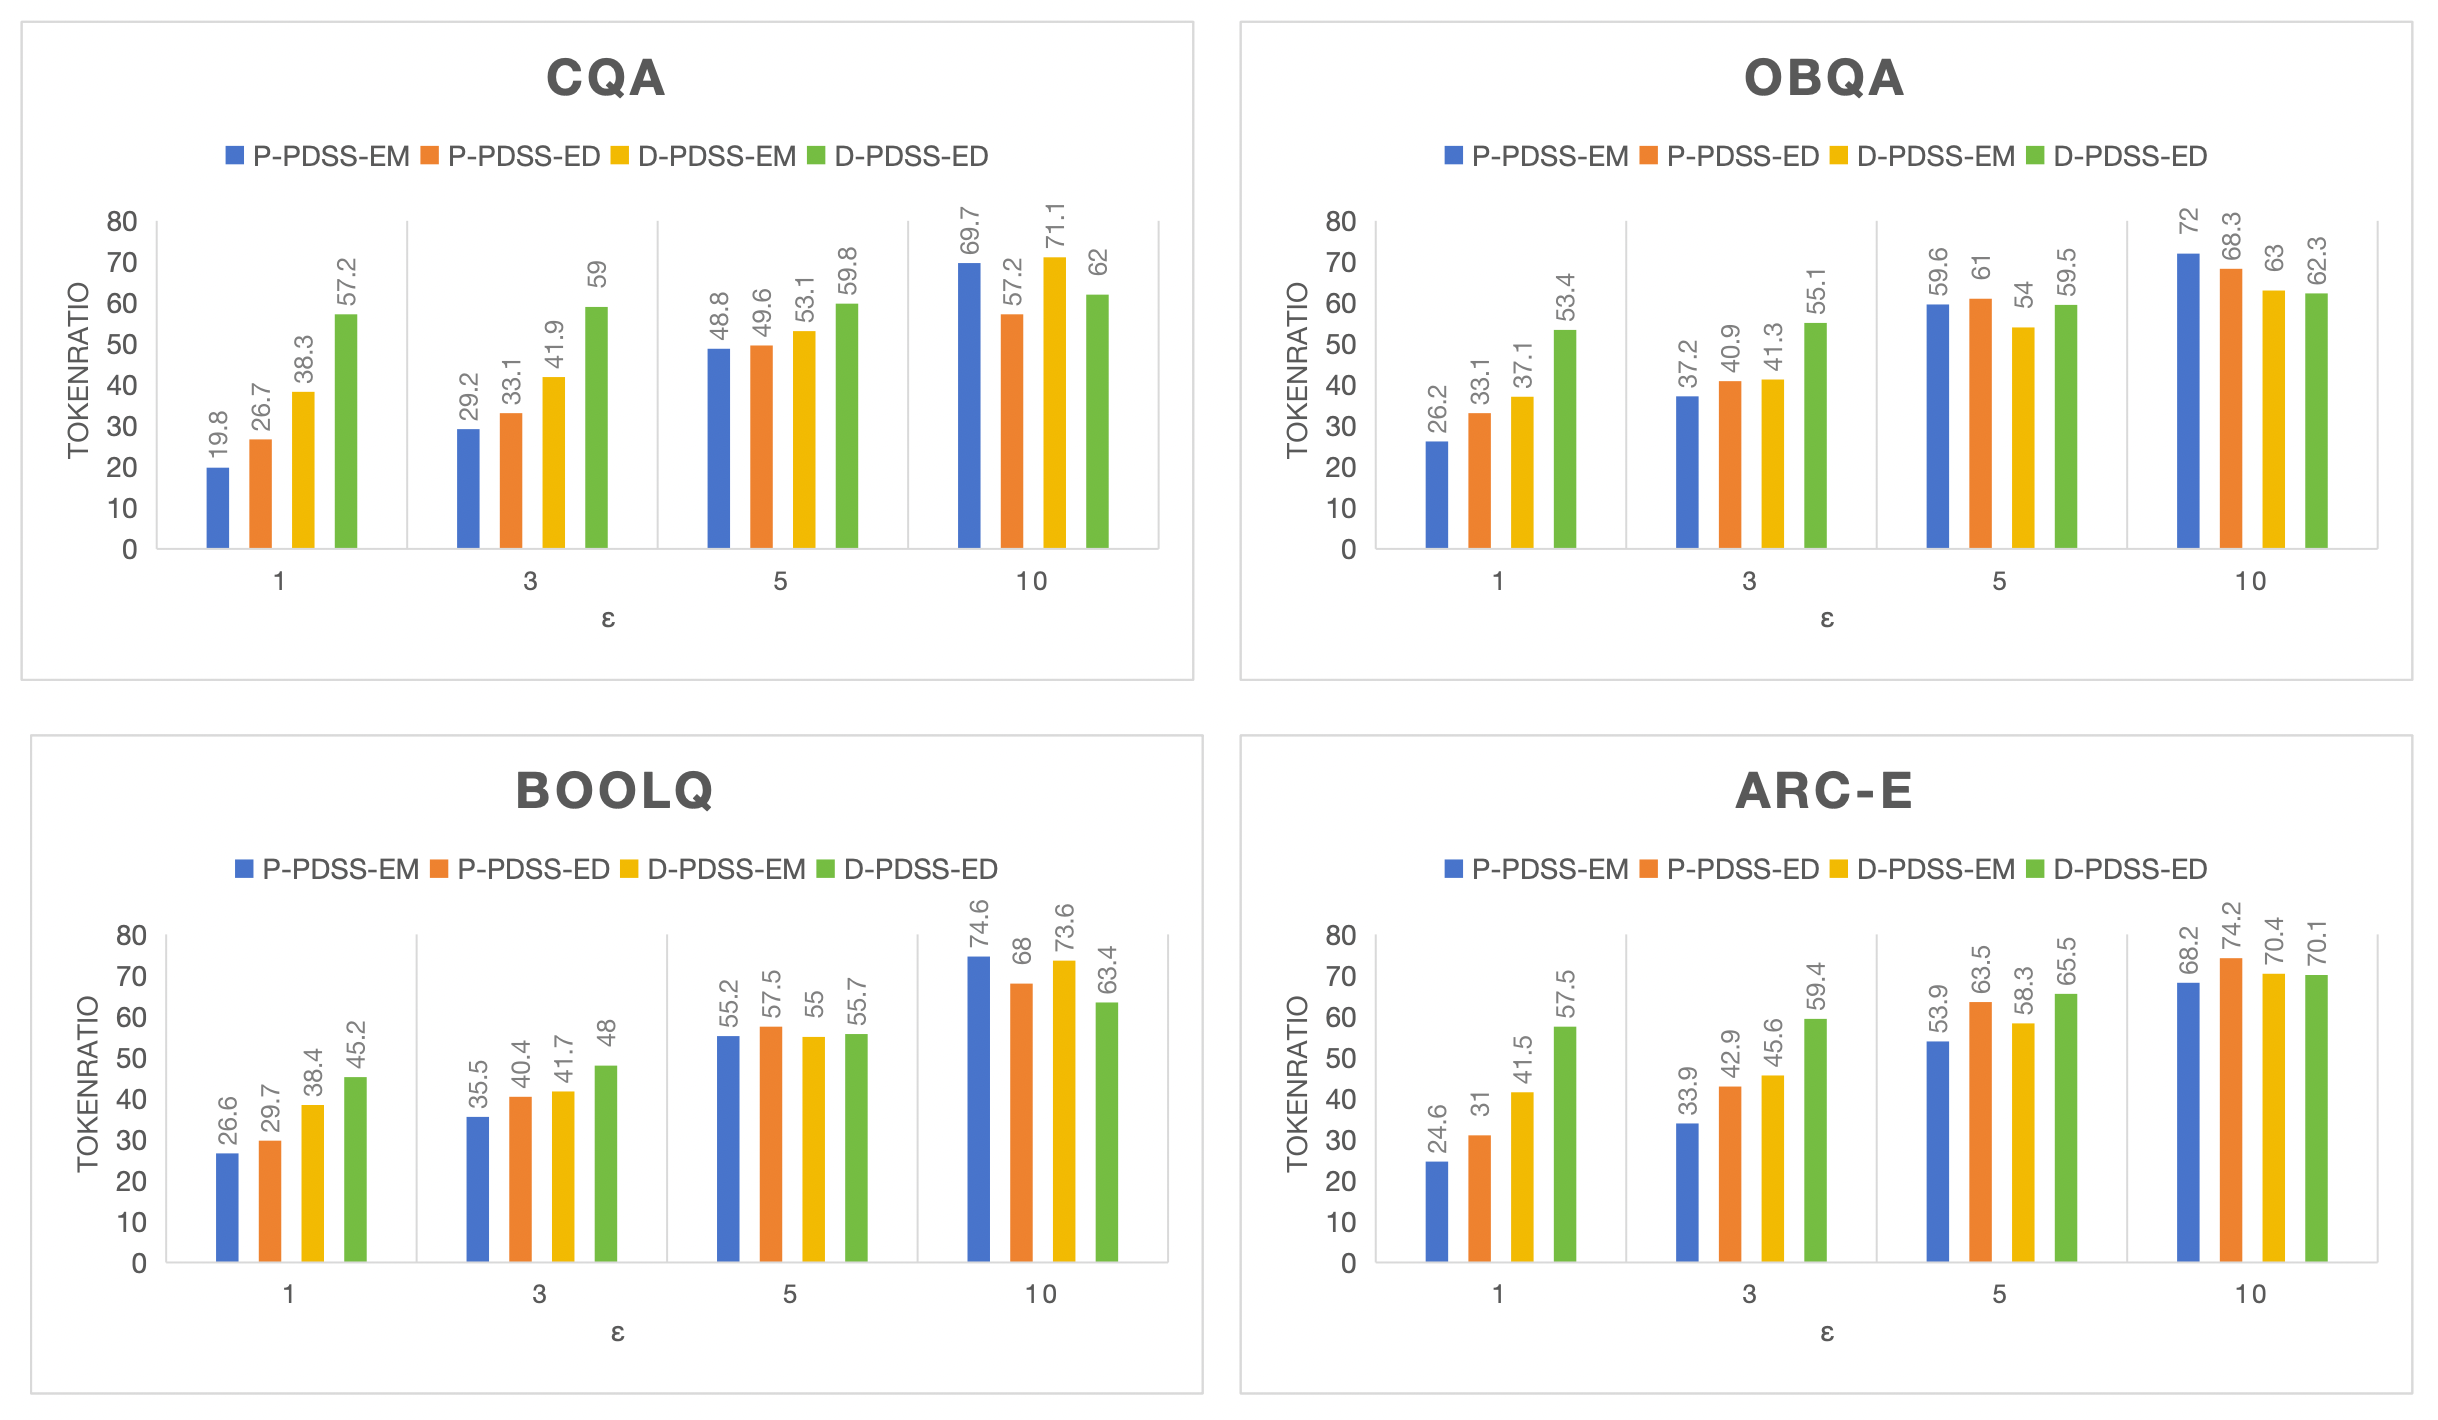 CQA
P-PDSS-EM P-PDSS-ED D-PDSS-EM D-PDSS-ED
TOKENRATIO
80
70
60
50
40
30
20
10
0
19.8 26.7 38.3 57.2
29.2 33.1 41.9 59
48.8 49.6 53.1 59.8
69.7 57.2 71.1 62
1 3 5 10
ε
OBQA
P-PDSS-EM P-PDSS-ED D-PDSS-EM D-PDSS-ED
TOKENRATIO
80
70
60
50
40
30
20
10
0
26.2 33.1 37.1 53.4
37.2 40.9 41.3 55.1
59.6 61 54 59.5
72 68.3 63 62.3
1 3 5 10
ε
BOOLQ
P-PDSS-EM P-PDSS-ED D-PDSS-EM D-PDSS-ED
TOKENRATIO
80
70
60
50
40
30
20
10
0
26.6 29.7 38.4 45.2
35.5 40.4 41.7 48
55.2 57.5 55 55.7
74.6 68 73.6 63.4
1 3 5 10
ε
ARC-E
P-PDSS-EM P-PDSS-ED D-PDSS-EM D-PDSS-ED
TOKENRATIO
80
70
60
50
40
30
20
10
0
24.6 31 41.5 57.5
33.9 42.9 45.6 59.4
53.9 63.5 58.3 65.5
68.2 74.2 70.4 70.1
1 3 5 10
ε